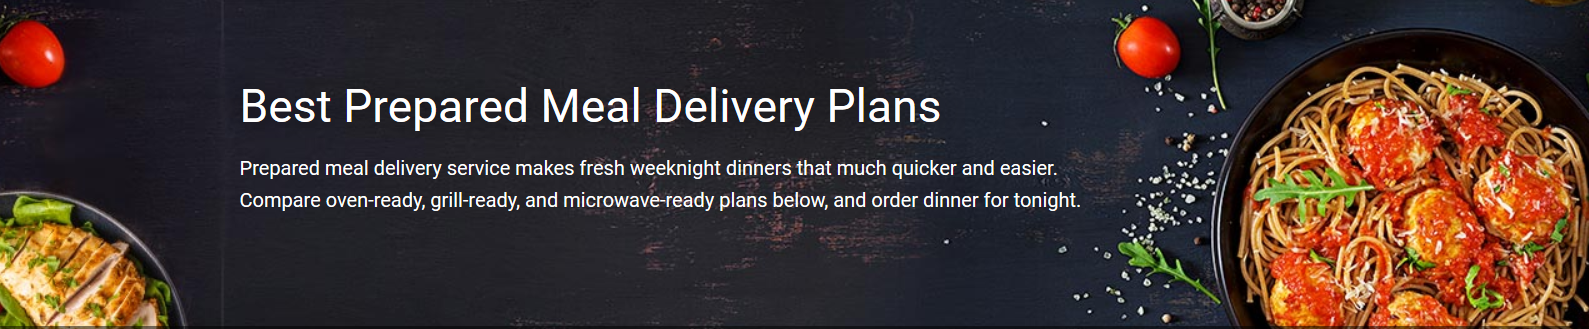 Best Prepared Meal Delivery Plans
Prepared meal delivery service makes fresh weeknight dinners that much quicker and easier.
Compare oven-ready, grill-ready, and microwave-ready plans below, and order dinner for tonight.